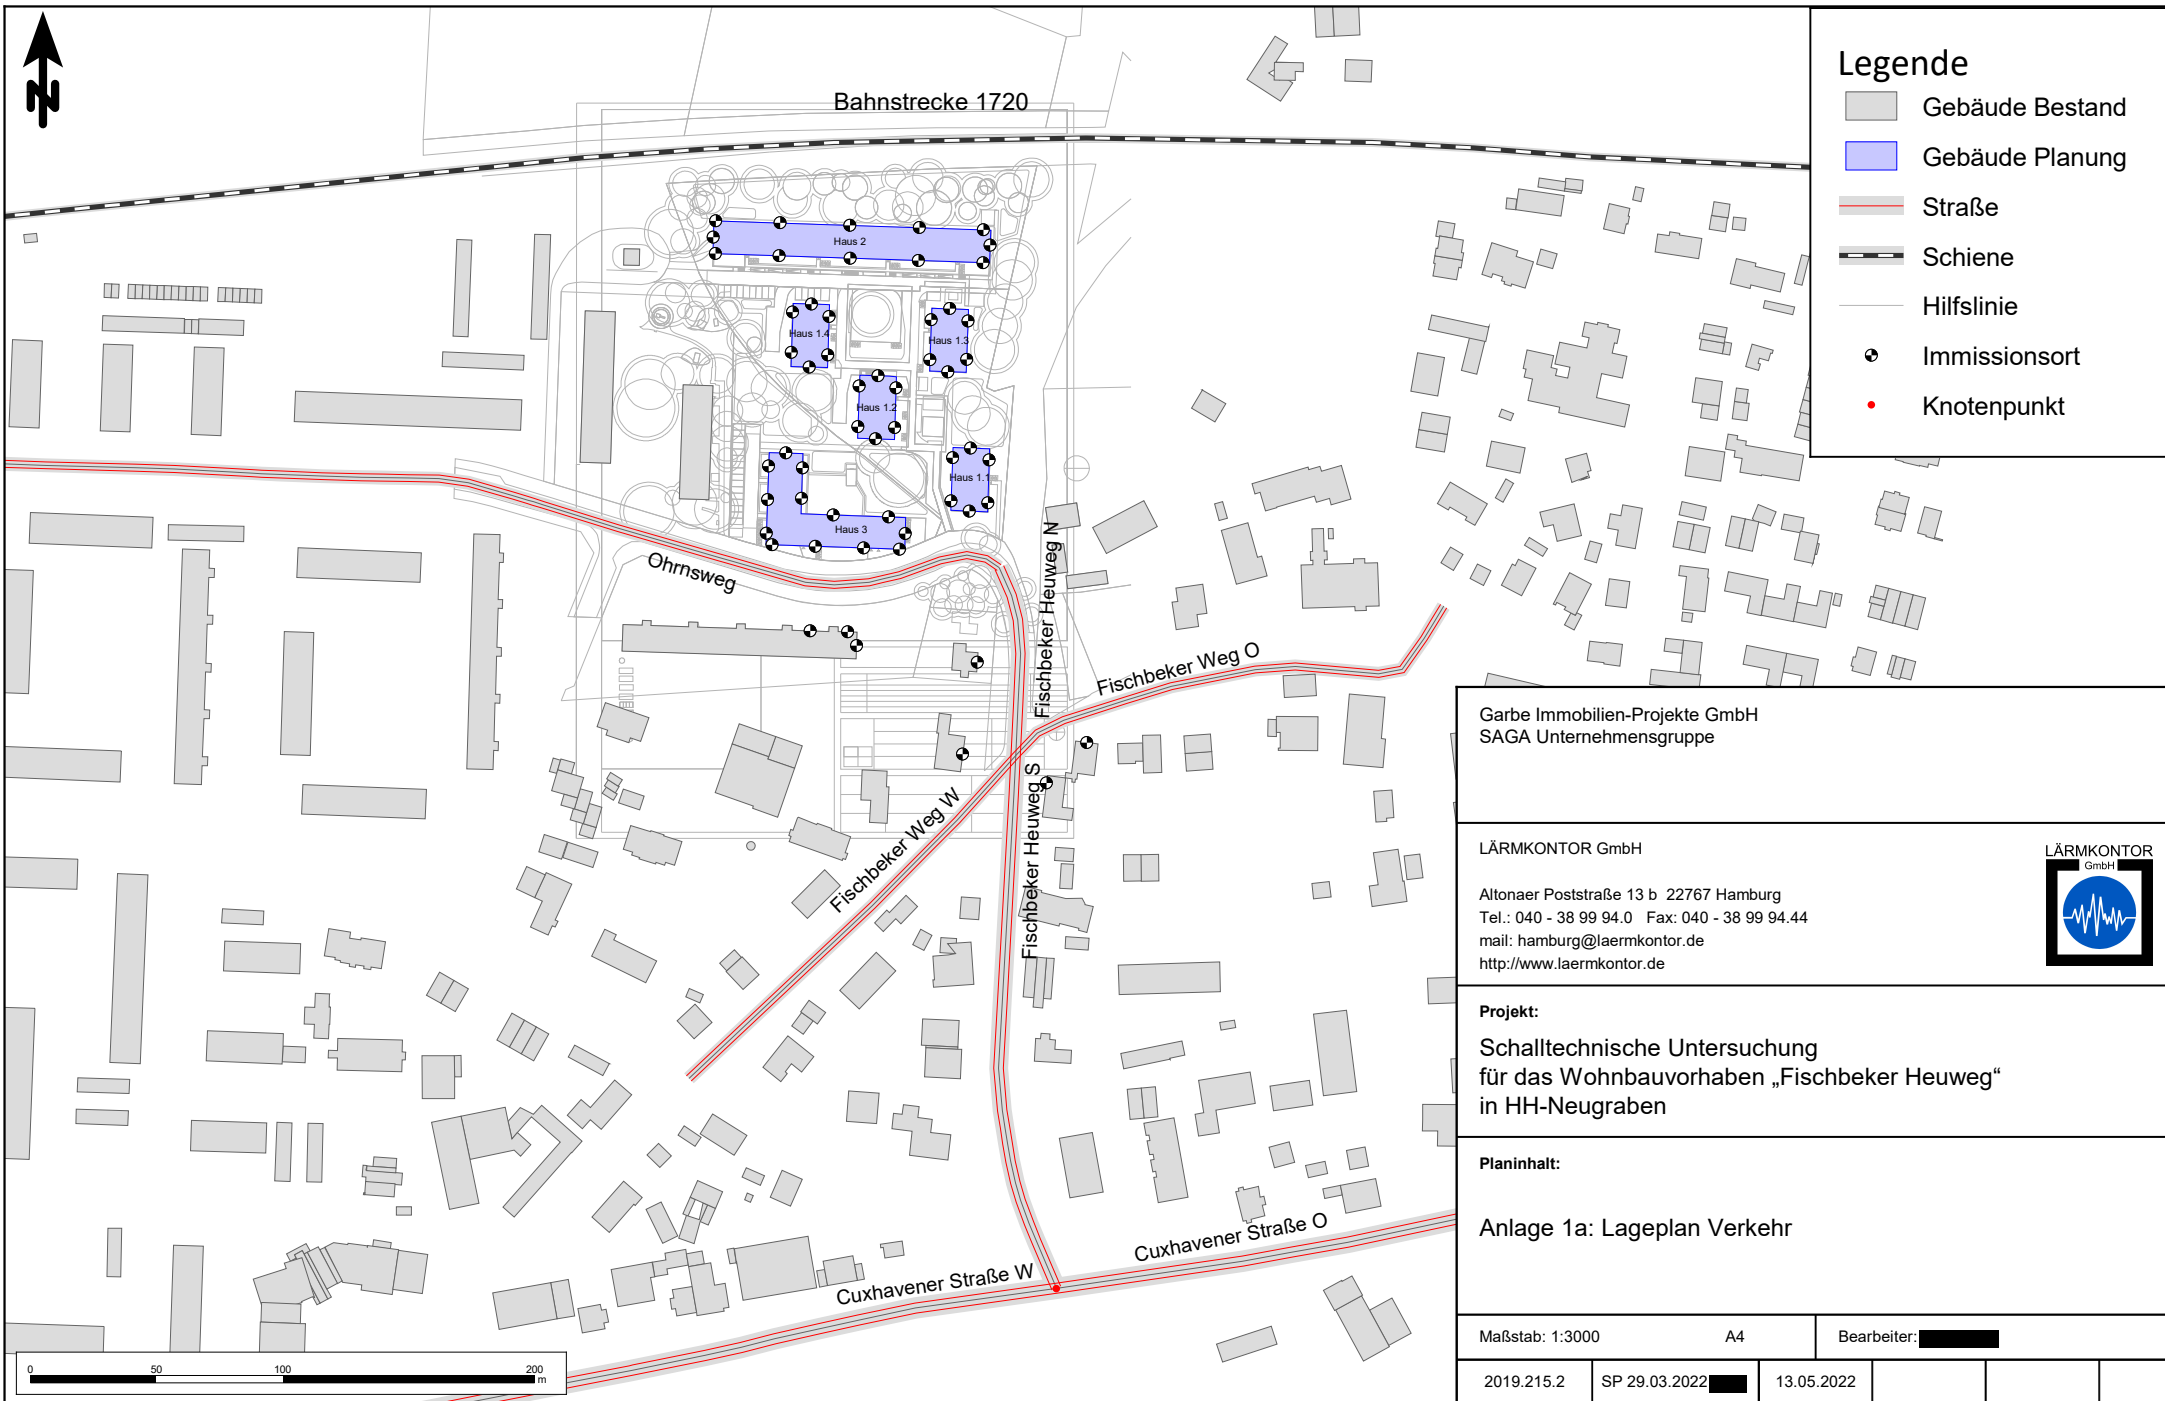 N
Bahnstrecke 1720
Legende
Gebäude Bestand
Gebäude Planung
Straße
Schiene
Hilfslinie
Immissionsort
Knotenpunkt
Haus 2
Haus 1.4
Haus 1.3
Haus 1.2
Haus 1.1
Haus 3
Ohrnsweg
Fischbeker Heuweg N
Fischbeker Weg O
Fischbeker Weg W
Fischbeker Heuweg S
Cuxhavener Straße O
Cuxhavener Straße W
0 50 100 200
m
Garbe Immobilien-Projekte GmbH
SAGA Unternehmensgruppe
LÄRMKONTOR GmbH
Altonaer Poststraße 13 b 22767 Hamburg
Tel.: 040 - 38 99 94.0 Fax: 040 - 38 99 94.44
mail: hamburg@laermkontor.de
http://www.laermkontor.de
LÄRMKONTOR
GmbH
Projekt:
Schalltechnische Untersuchung
für das Wohnbauvorhaben „Fischbeker Heuweg“
in HH-Neugraben
Planinhalt:
Anlage 1a: Lageplan Verkehr
Maßstab: 1:3000 A4 Bearbeiter:
2019.215.2 SP 29.03.2022 13.05.2022